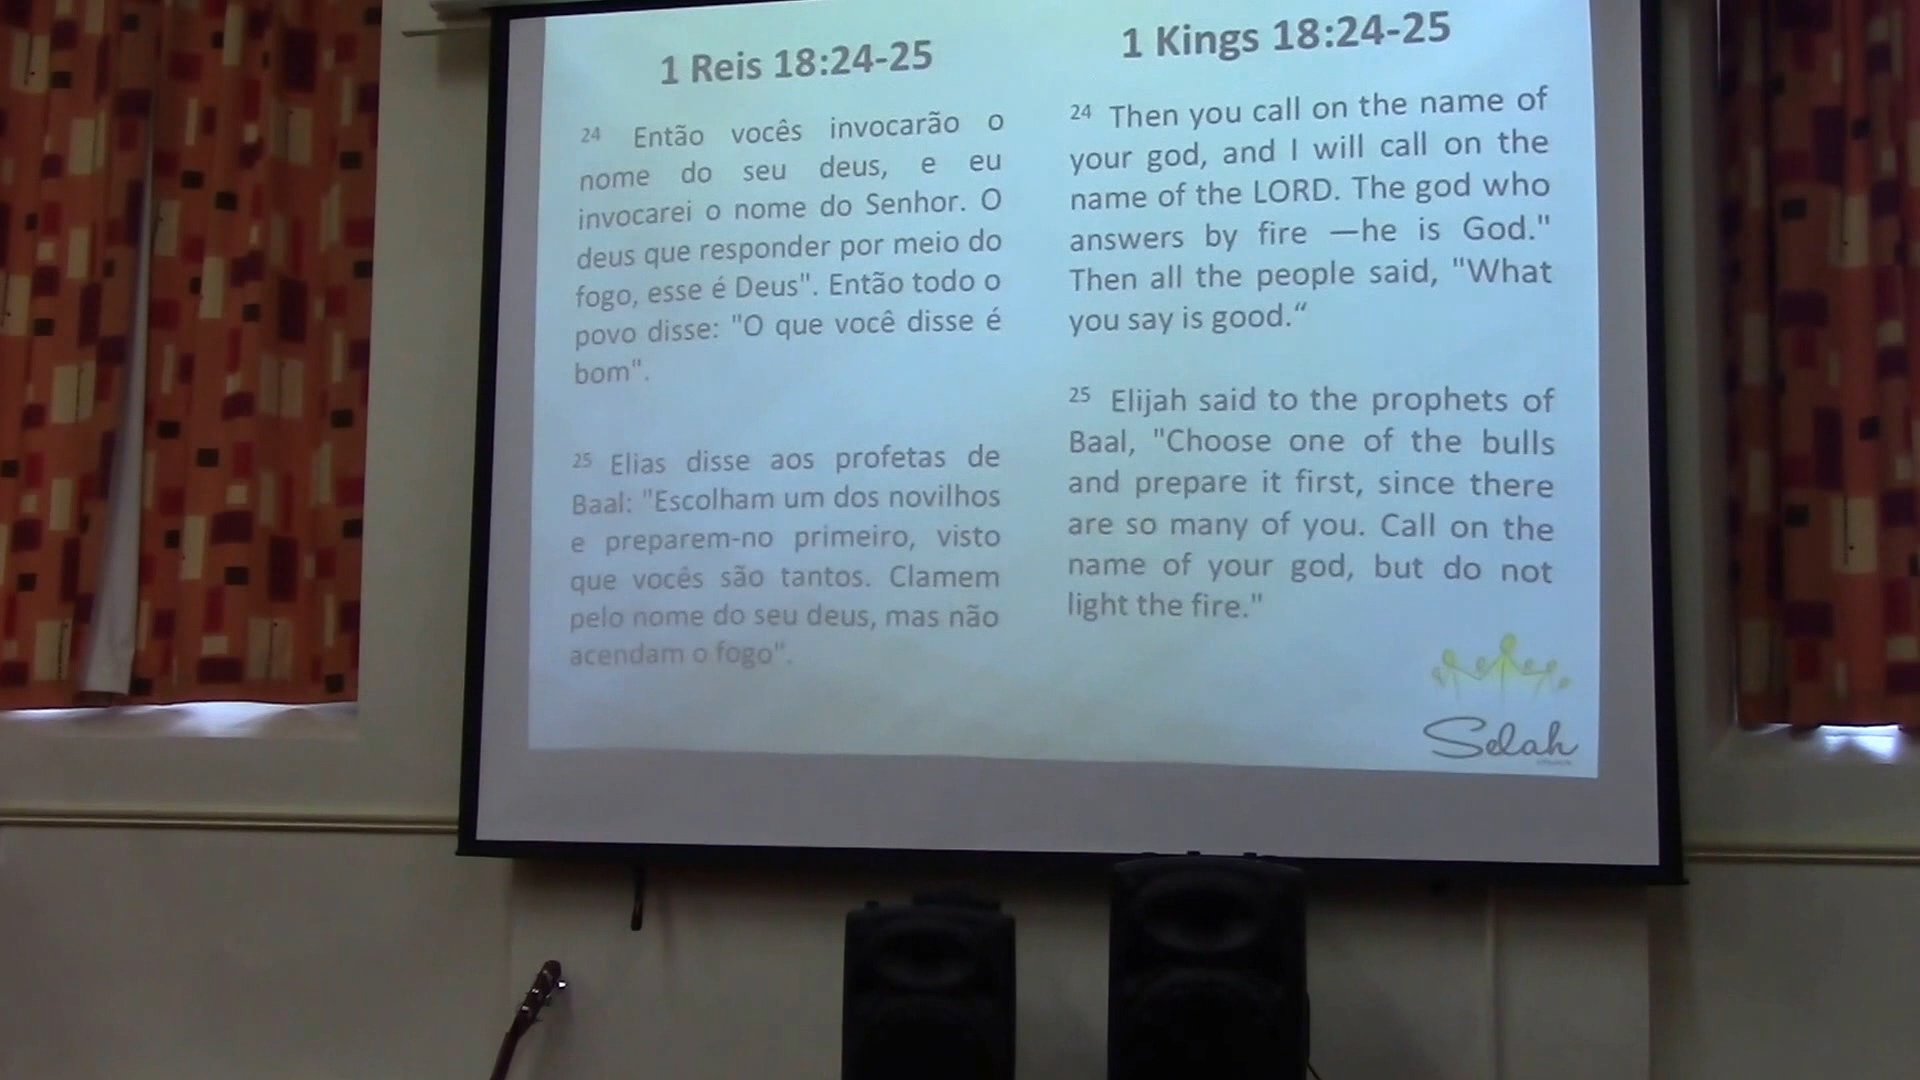 1 Reis 18:24-25
24 Então vocês invocarão o
nome do seu deus, e eu
invocarei o nome do Senhor. O
deus que responder por meio do
fogo, esse é Deus". Então todo o
povo disse: "O que você disse é
bom".
25 Elias disse aos profetas de
Baal: "Escolham um dos novilhos
e preparem-no primeiro, visto
que vocês são tantos. Clamem
pelo nome do seu deus, mas não
acendam o fogo".
1 Kings 18:24-25
24 Then you call on the name of
your god, and I will call on the
name of the LORD. The god who
answers by fire —he is God."
Then all the people said, "What
you say is good.“
25 Elijah said to the prophets of
Baal, "Choose one of the bulls
and prepare it first, since there
are so many of you. Call on the
name of your god, but do not
light the fire."
Selah